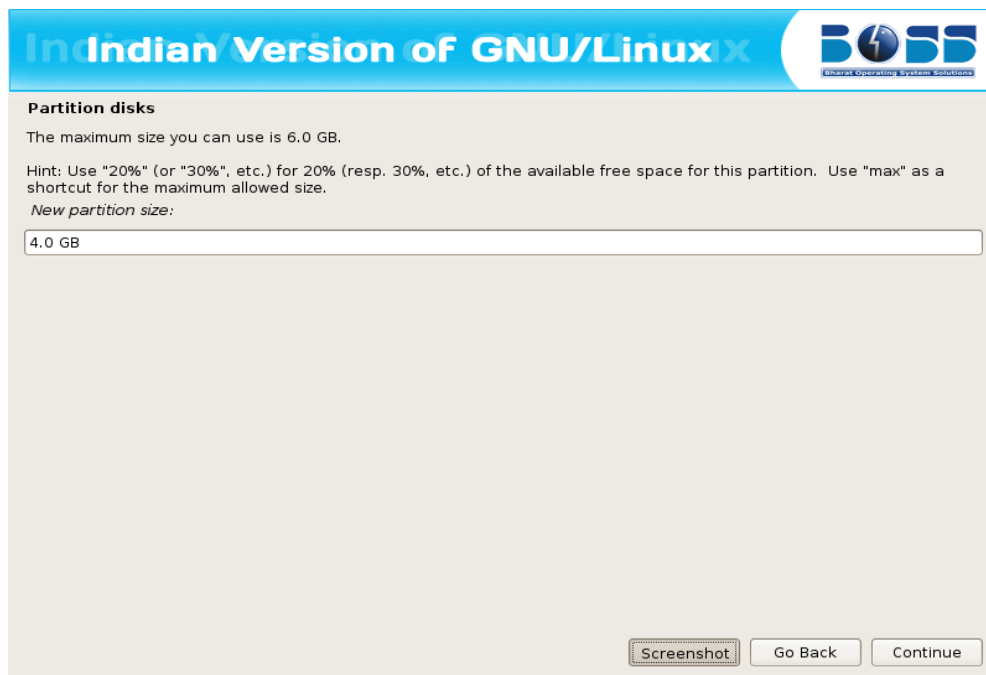 Indian Version of GNU/Linux
BOSS
Bharat Operating System Solutions
Partition disks
The maximum size you can use is 6.0 GB.
Hint: Use "20%" (or "30%", etc.) for 20% (resp. 30%, etc.) of the available free space for this partition.  Use "max" as a
shortcut for the maximum allowed size.
New partition size:
4.0 GB
Screenshot Go Back Continue